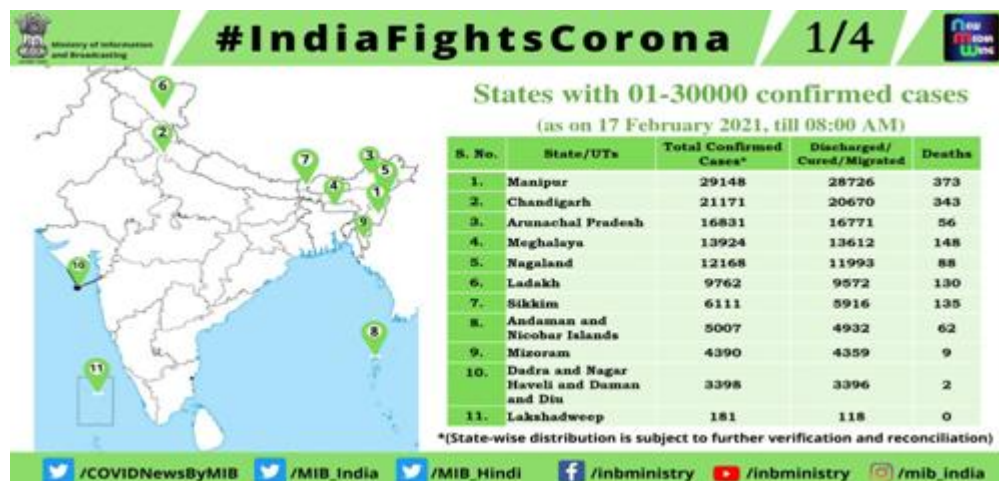 Ministry of Information
and Broadcasting
#IndiaFightsCorona
1/4
New
Media
Wing
States with 01-30000 confirmed cases
(as on 17 February 2021, till 08:00 AM)
S. No. State/UTs Total Confirmed Cases* Discharged/ Cured/Migrated Deaths
1. Manipur 29148 28726 373
2. Chandigarh 21171 20670 343
3. Arunachal Pradesh 16831 16771 56
4. Meghalaya 13924 13612 148
5. Nagaland 12168 11993 88
6. Ladakh 9762 9572 130
7. Sikkim 6111 5916 135
8. Andaman and Nicobar Islands 5007 4932 62
9. Mizoram 4390 4359 9
10. Dadra and Nagar Haveli and Daman and Diu 3398 3396 2
11. Lakshadweep 181 118 0
*(State-wise distribution is subject to further verification and reconciliation)
6
2
7
3
5
4
1
9
10
8
11
/COVIDNewsByMIB /MIB_India /MIB_Hindi /inbministry /inbministry /mib_india